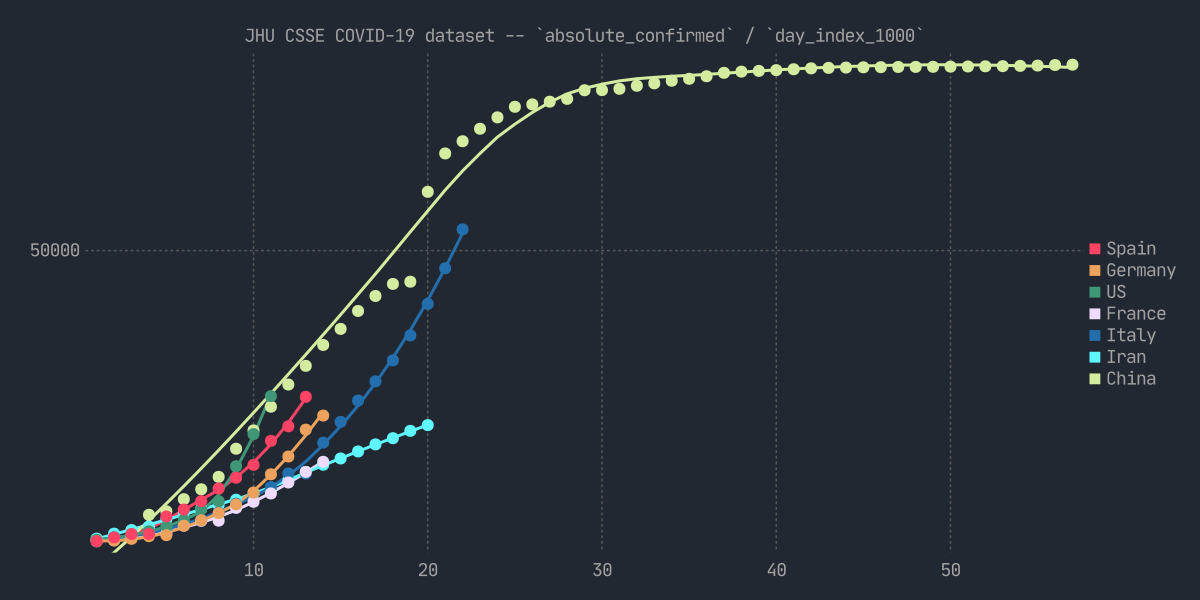 JHU CSSE COVID-19 dataset -- `absolute_confirmed` / `day_index_1000`
50000
Spain
Germany
US
France
Italy
Iran
China
10 20 30 40 50